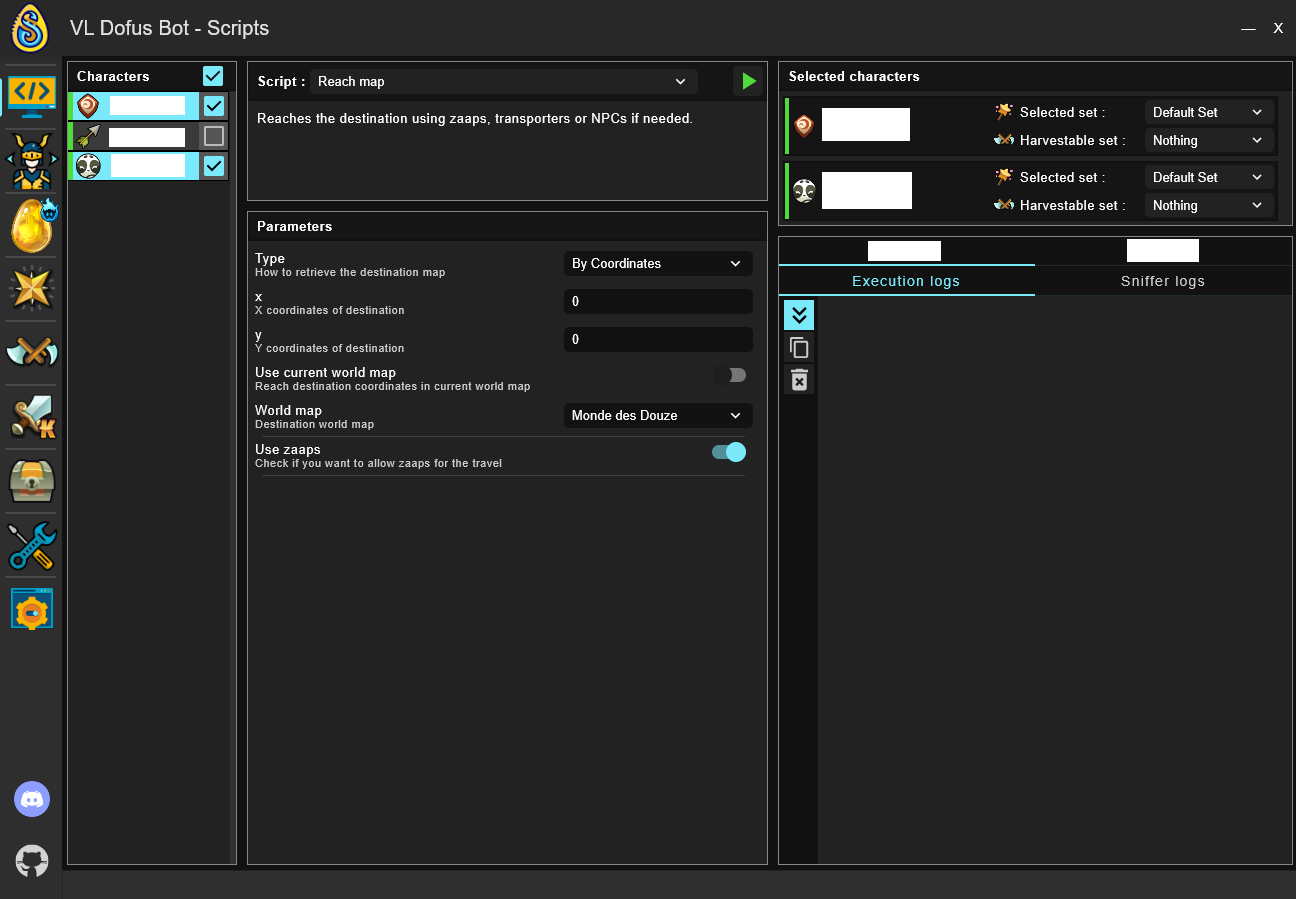 VL Dofus Bot - Scripts
— X
Characters
Script : Reach map
Reaches the destination using zaaps, transporters or NPCs if needed.
Parameters
Type
How to retrieve the destination map
By Coordinates
x
X coordinates of destination
0
y
Y coordinates of destination
0
Use current world map
Reach destination coordinates in current world map
World map
Destination world map
Monde des Douze
Use zaaps
Check if you want to allow zaaps for the travel
Selected characters
Selected set : Default Set
Harvestable set : Nothing
Selected set : Default Set
Harvestable set : Nothing
Execution logs
Sniffer logs